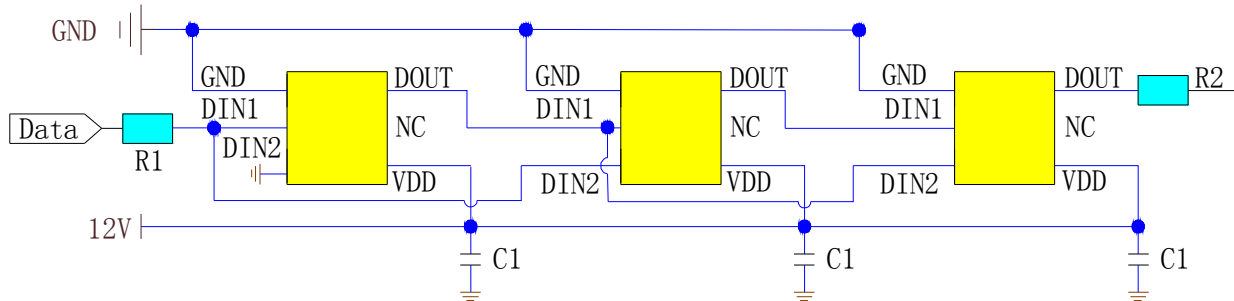 GND
GND DOUT GND DOUT GND DOUT R2
DIN1 DIN1 DIN1
Data NC NC NC
R1 DIN2
VDD DIN2 VDD DIN2 VDD
12V
C1 C1 C1